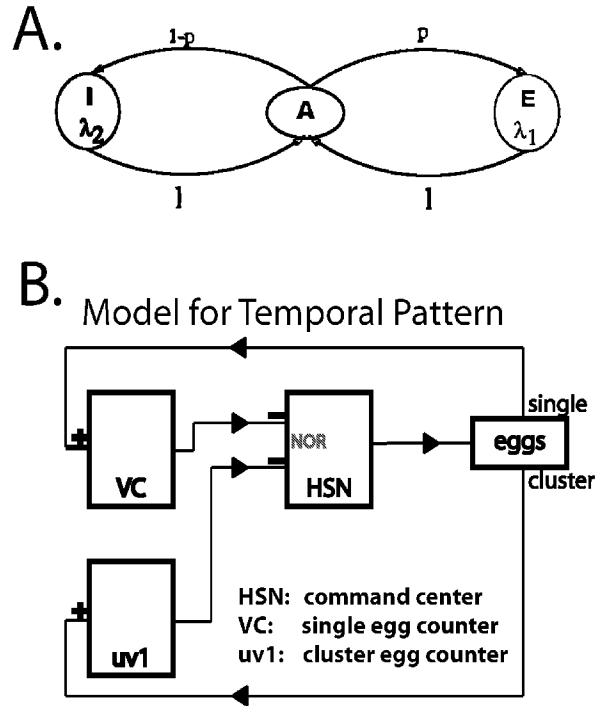 A.
1-p
p
I
λ2
A
E
λ1
1
1
B.
Model for Temporal Pattern
single
+
VC
-
NOR
-
HSN
eggs
cluster
+
uv1
HSN: command center
VC: single egg counter
uv1: cluster egg counter